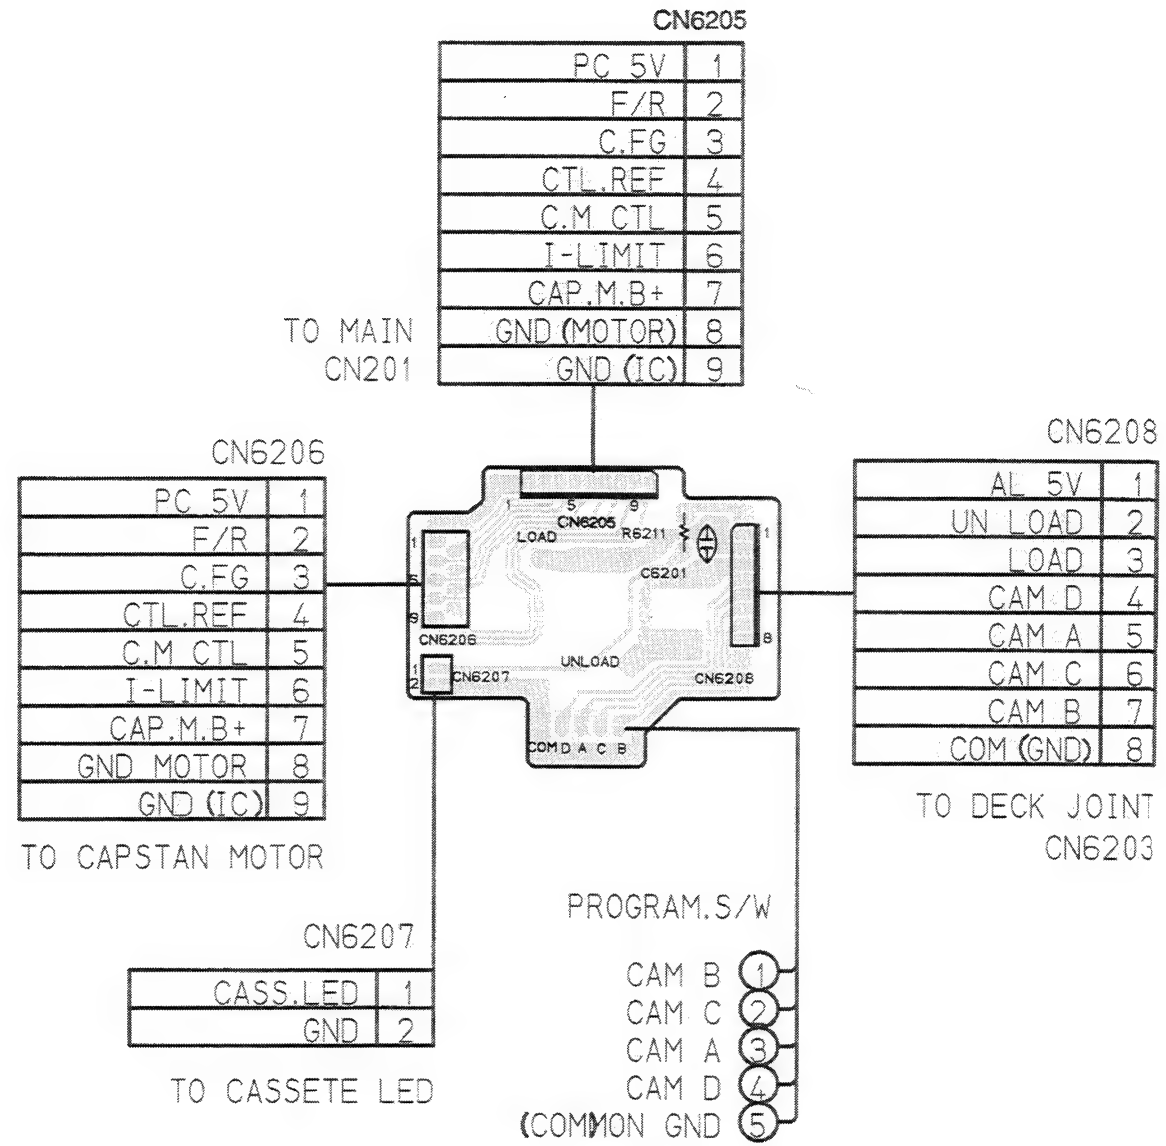 CN6205
PC 5V 1
F/R 2
C.FG 3
CTL.REF 4
C.M CTL 5
I-LIMIT 6
CAP.M.B+ 7
GND (MOTOR) 8
GND (IC) 9
TO MAIN
CN201
CN6206
PC 5V 1
F/R 2
C.FG 3
CTL.REF 4
C.M CTL 5
I-LIMIT 6
CAP.M.B+ 7
GND MOTOR 8
GND (IC) 9
TO CAPSTAN MOTOR
CN6208
AL 5V 1
UN LOAD 2
LOAD 3
CAM D 4
CAM A 5
CAM C 6
CAM B 7
COM (GND) 8
TO DECK JOINT
CN6203
1 5 9
CN6205
LOAD
R6211
C6201
1
5
9
CN6206
1
2
CN6207
1
8
CN6208
UNLOAD
COM D A C B
CN6207
CASS.LED 1
GND 2
TO CASSETE LED
PROGRAM.S/W
CAM B 1
CAM C 2
CAM A 3
CAM D 4
(COM)MON GND 5